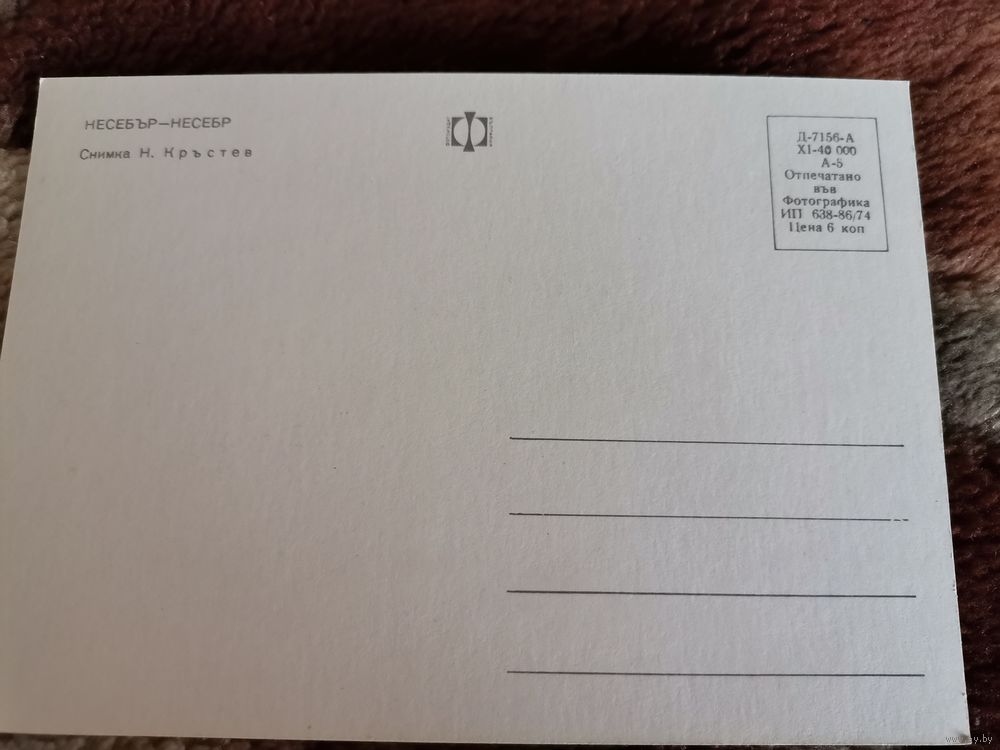 НЕСЕБЪР—НЕСЕБР
Снимка Н. Кръстев
Д-7156-А
XI-40 000
А-5
Отпечатано
във
Фотографика
ИП 638-86/74
Цена 6 коп